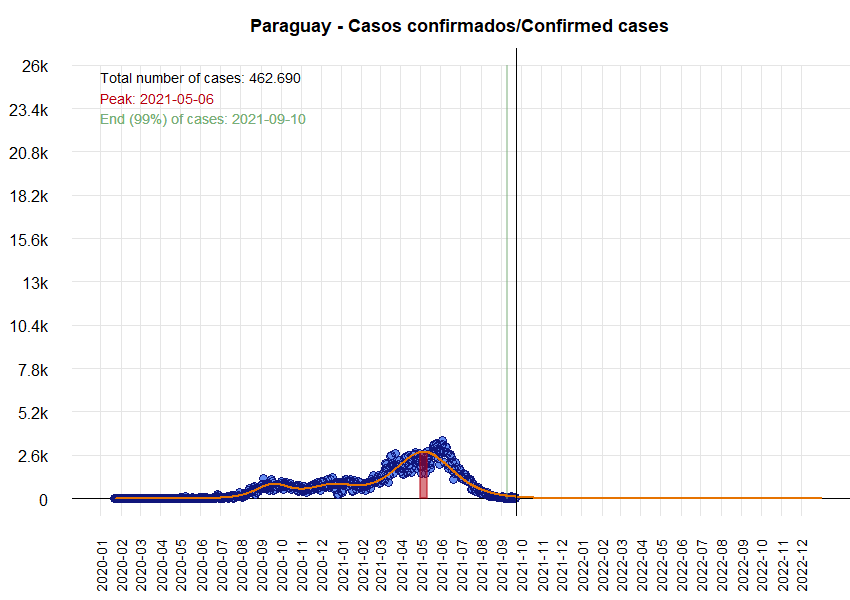 Paraguay - Casos confirmados/Confirmed cases
26k
Total number of cases: 462.690
Peak: 2021-05-06
23.4k
End (99%) of cases: 2021-09-10
20.8k
18.2k
15.6k
13k
10.4k
7.8k
5.2k
2.6k
0
2020-01
2020-02
2020-03
2020-04
2020-05
2020-06
2020-07
2020-08
2020-09
2020-10
2020-11
2020-12
2021-01
2021-02
2021-03
2021-04
2021-05
2021-06
2021-07
2021-08
2021-09
2021-10
2021-11
2021-12
2022-01
2022-02
2022-03
2022-04
2022-05
2022-06
2022-07
2022-08
2022-09
2022-10
2022-11
2022-12